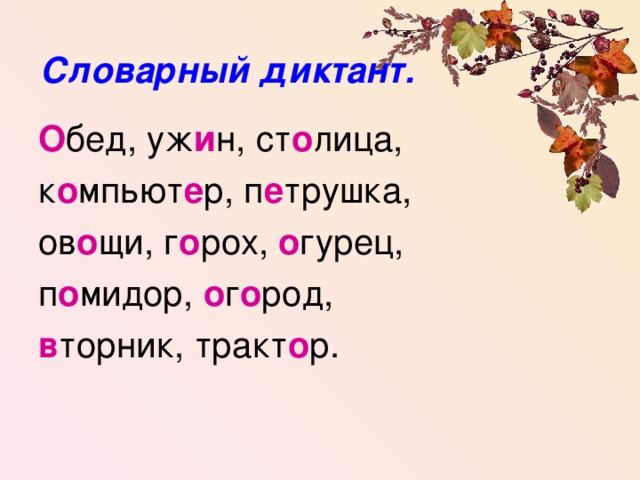 Словарный диктант.
Обед, ужин, столица,
компьютер, петрушка,
овощи, горох, огурец,
помидор, огород,
вторник, трактор.